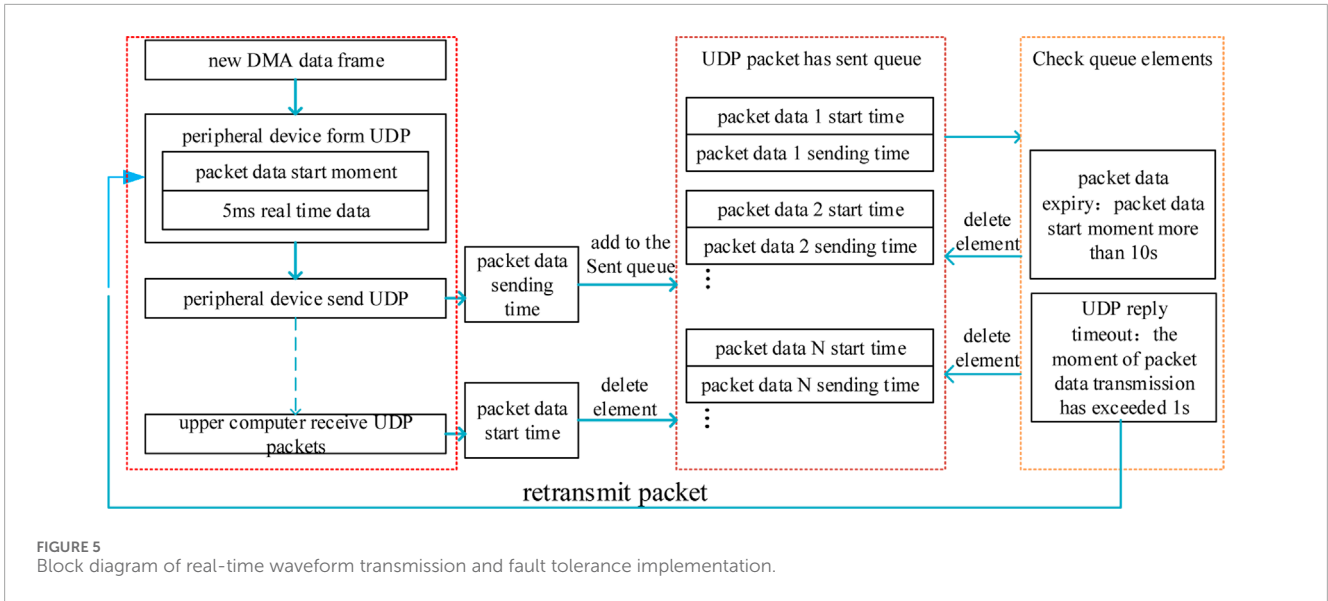 new DMA data frame
peripheral device form UDP
packet data start moment
5ms real time data
peripheral device send UDP
upper computer receive UDP
packets
packet data
sending
time
add to the
Sent queue
packet data
start time
delete
element
UDP packet has sent queue
packet data 1 start time
packet data 1 sending time
packet data 2 start time
packet data 2 sending time
⋮
packet data N start time
packet data N sending time
⋮
delete
element
delete
element
Check queue elements
packet data
expiry：packet data
start moment more
than 10s
UDP reply
timeout：the
moment of packet
data transmission
has exceeded 1s
retransmit packet
FIGURE 5
Block diagram of real-time waveform transmission and fault tolerance implementation.